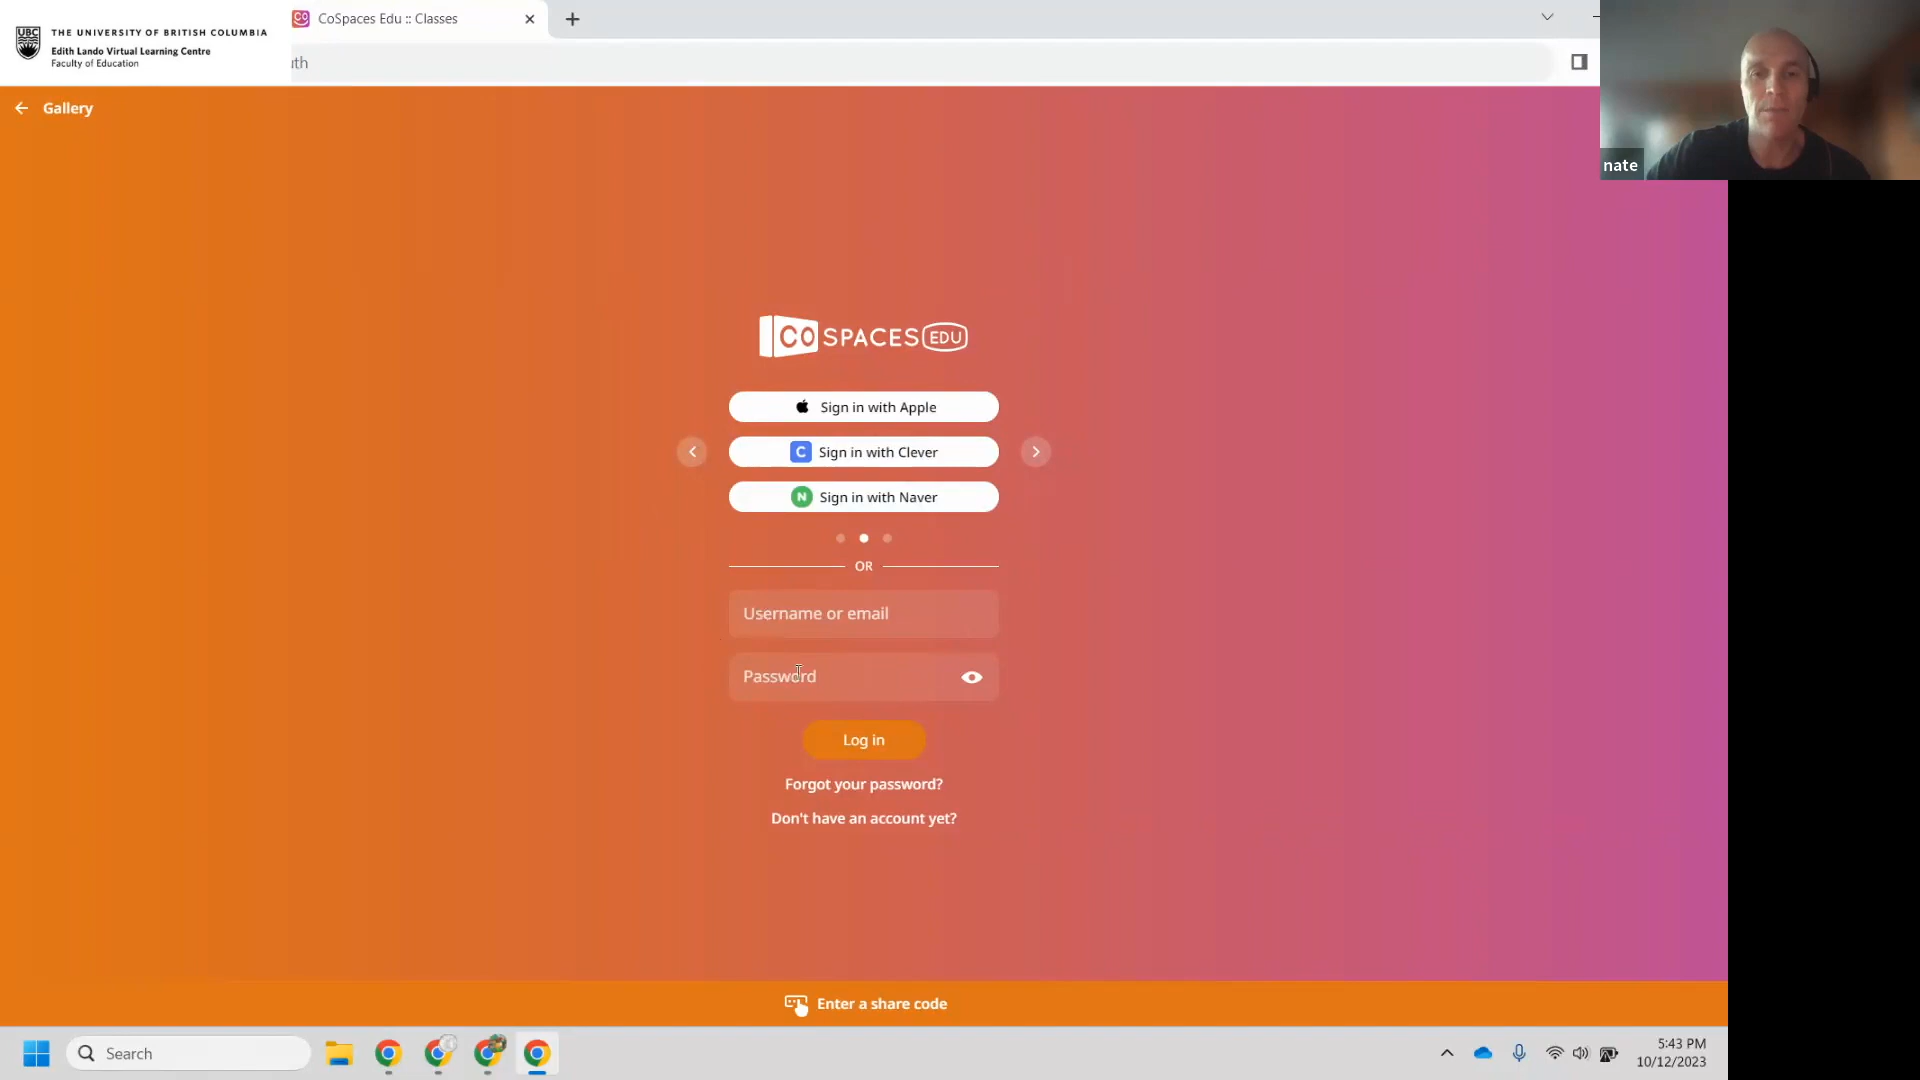 UBC
THE UNIVERSITY OF BRITISH COLUMBIA
Edith Lando Virtual Learning Centre
Faculty of Education
CO
CoSpaces Edu :: Classes
uth
Gallery
nate
CO SPACES EDU
Sign in with Apple
C Sign in with Clever
N Sign in with Naver
OR
Username or email
Password
Log in
Forgot your password?
Don't have an account yet?
Enter a share code
Search
5:43 PM
10/12/2023